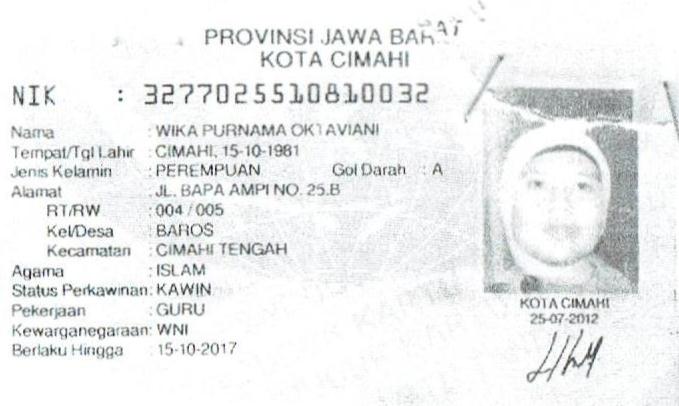 PROVINSI JAWA BARAT
KOTA CIMAHI
NIK : 3277025510810032
Nama : WIKA PURNAMA OKTAVIANI
Tempat/Tgl Lahir : CIMAHI, 15-10-1981
Jenis Kelamin : PEREMPUAN Gol Darah : A
Alamat : JL. BAPA AMPI NO. 25.B
RT/RW : 004 / 005
Kel/Desa : BAROS
Kecamatan : CIMAHI TENGAH
Agama : ISLAM
Status Perkawinan: KAWIN
Pekerjaan : GURU
Kewarganegaraan: WNI
Berlaku Hingga : 15-10-2017
KOTA CIMAHI
25-07-2012